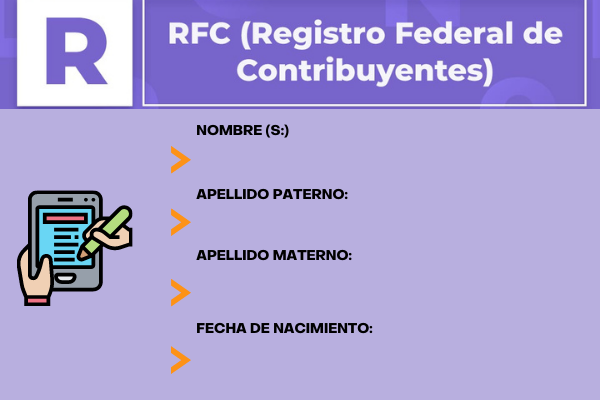 R
RFC (Registro Federal de
Contribuyentes)
NOMBRE (S:)
APELLIDO PATERNO:
APELLIDO MATERNO:
FECHA DE NACIMIENTO: